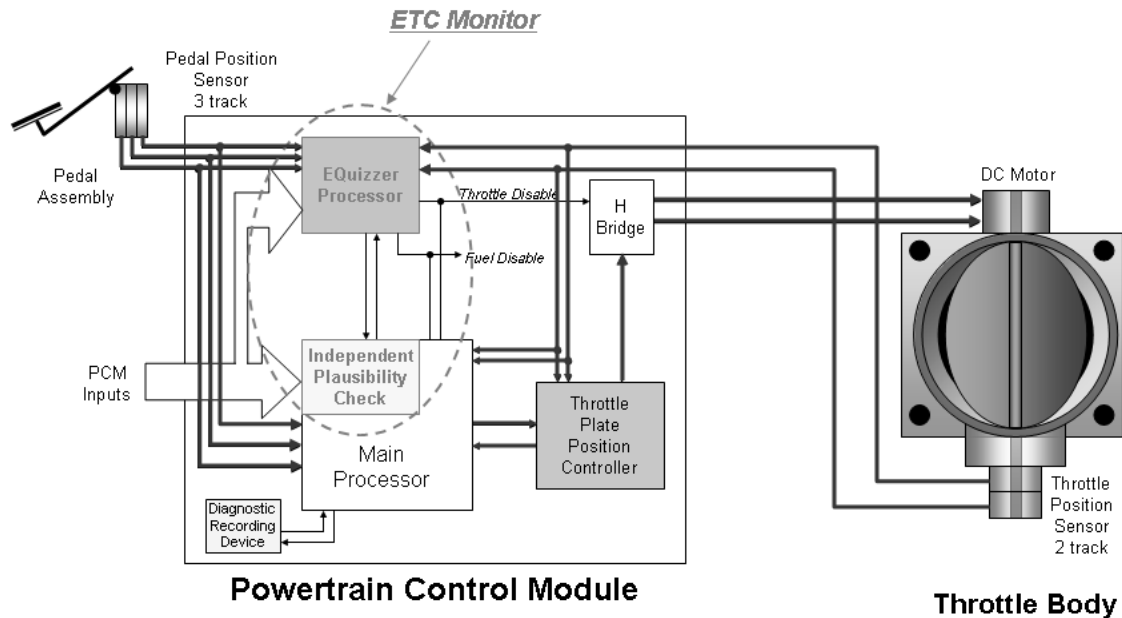 ETC Monitor
Pedal Position
Sensor
3 track
Pedal
Assembly
EQuizzer
Processor
Throttle Disable
Fuel Disable
H
Bridge
DC Motor
PCM
Inputs
Independent
Plausibility
Check
Main
Processor
Throttle
Plate
Position
Controller
Diagnostic
Recording
Device
Throttle
Position
Sensor
2 track
Powertrain Control Module
Throttle Body